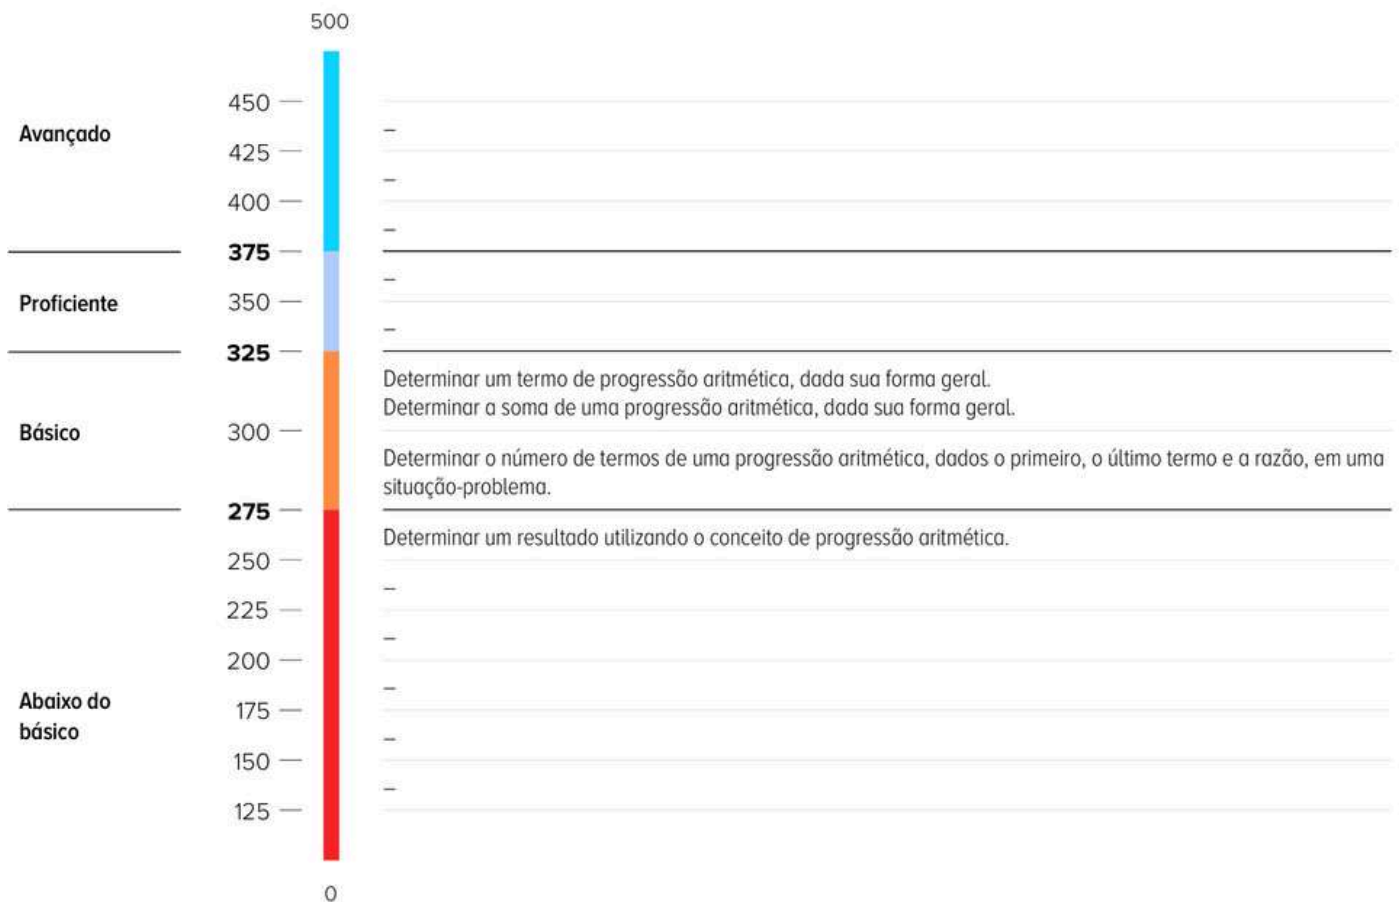 500
450
–
Avançado
425
–
400
–
375
–
Proficiente
350
–
325
Determinar um termo de progressão aritmética, dada sua forma geral.
Determinar a soma de uma progressão aritmética, dada sua forma geral.
Básico
300
Determinar o número de termos de uma progressão aritmética, dados o primeiro, o último termo e a razão, em uma
situação-problema.
275
Determinar um resultado utilizando o conceito de progressão aritmética.
250
–
225
–
200
–
Abaixo do
básico
175
–
150
–
125
0